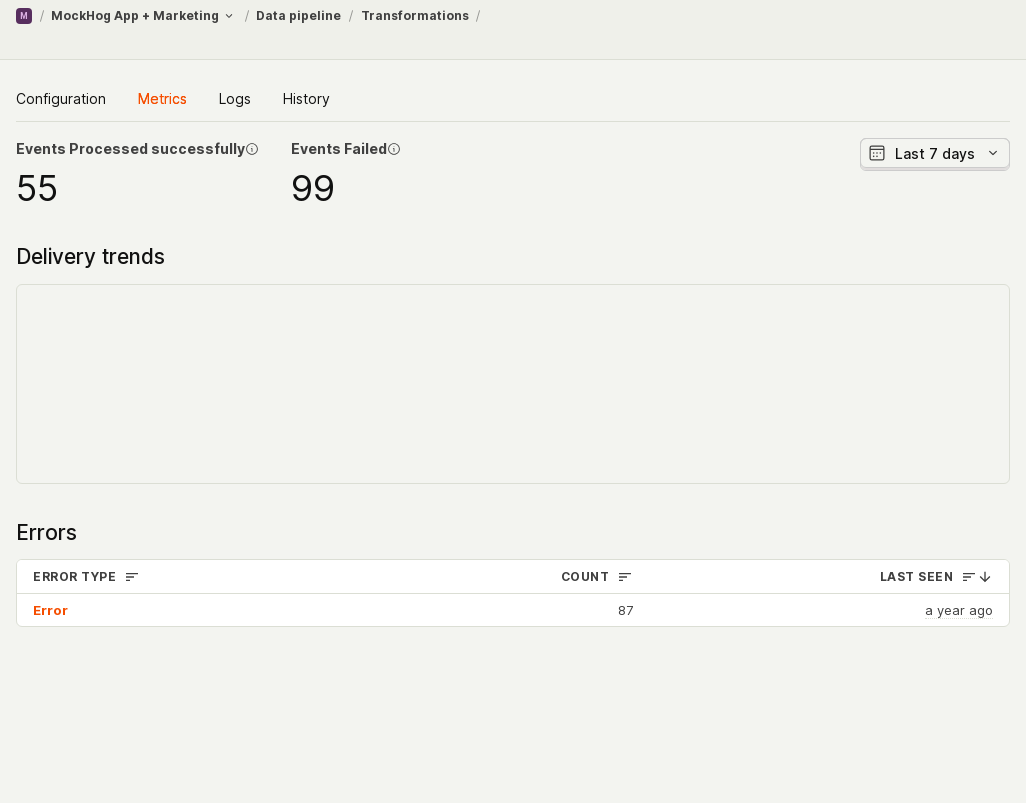 M / MockHog App + Marketing / Data pipeline / Transformations /
Configuration Metrics Logs History
Events Processed successfully Events Failed
55 99
Last 7 days
Delivery trends
Errors
ERROR TYPE COUNT LAST SEEN
Error 87 a year ago